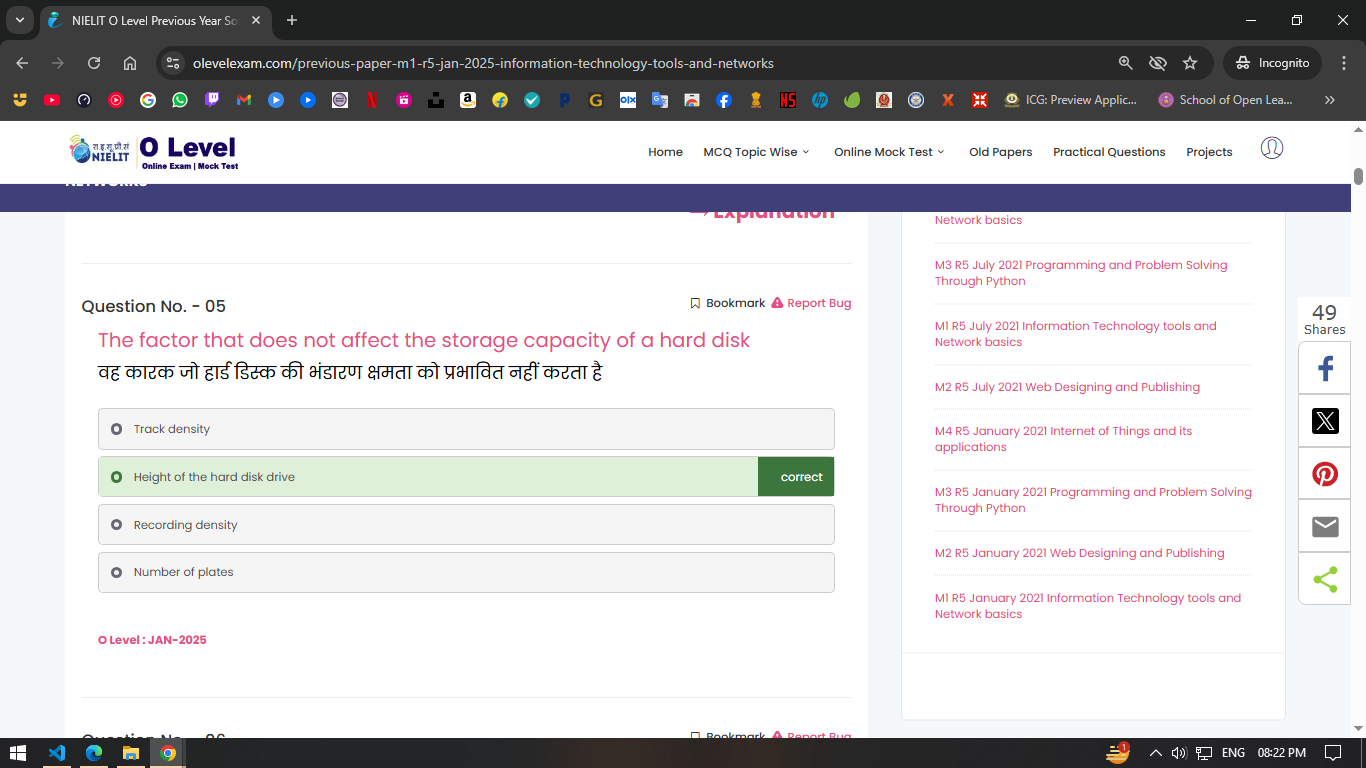 NIELIT O Level Previous Year So
olevelexam.com/previous-paper-m1-r5-jan-2025-information-technology-tools-and-networks
Incognito
ICG: Preview Applic...
School of Open Lea...
NIELIT
O Level
Online Exam | Mock Test
Home
MCQ Topic Wise
Online Mock Test
Old Papers
Practical Questions
Projects
NETWORKS
Explanation
Question No. - 05
Bookmark
Report Bug
The factor that does not affect the storage capacity of a hard disk
वह कारक जो हार्ड डिस्क की भंडारण क्षमता को प्रभावित नहीं करता है
Track density
Height of the hard disk drive
correct
Recording density
Number of plates
O Level : JAN-2025
Question No. - 06
Bookmark
Report Bug
Network basics
M3 R5 July 2021 Programming and Problem Solving
Through Python
M1 R5 July 2021 Information Technology tools and
Network basics
M2 R5 July 2021 Web Designing and Publishing
M4 R5 January 2021 Internet of Things and its
applications
M3 R5 January 2021 Programming and Problem Solving
Through Python
M2 R5 January 2021 Web Designing and Publishing
M1 R5 January 2021 Information Technology tools and
Network basics
49
Shares
1
ENG
08:22 PM